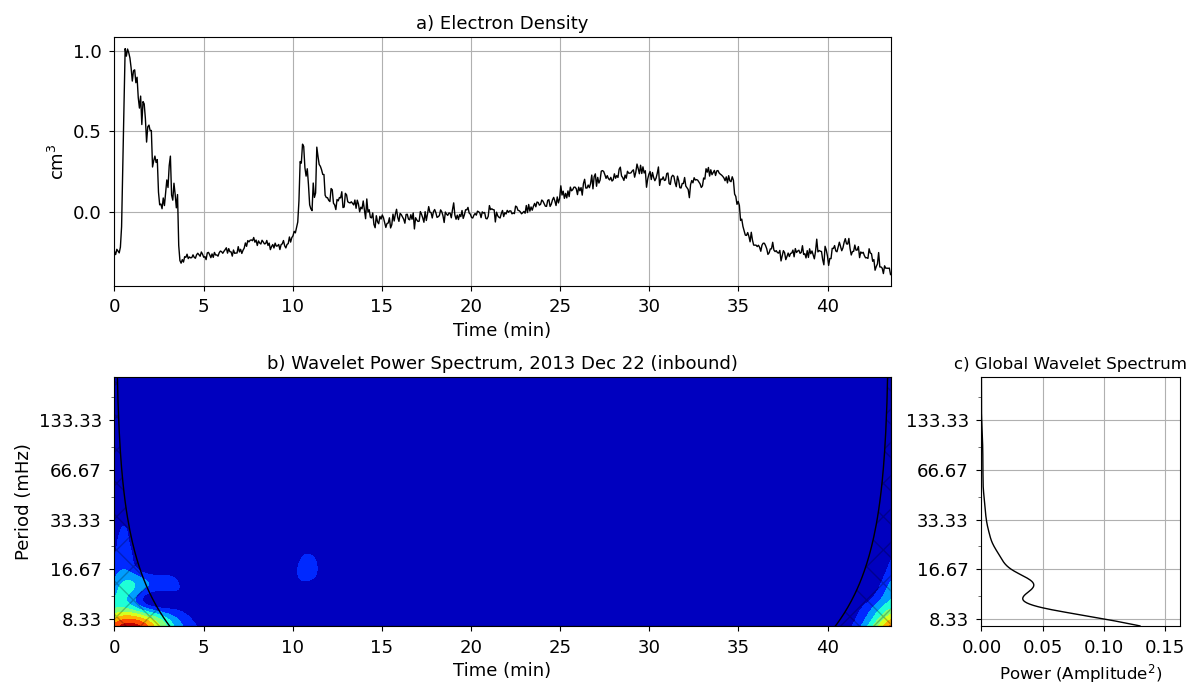 a) Electron Density
1.0
0.5
0.0
cm³
0 5 10 15 20 25 30 35 40
Time (min)
b) Wavelet Power Spectrum, 2013 Dec 22 (inbound)
133.33
66.67
33.33
16.67
8.33
Period (mHz)
0 5 10 15 20 25 30 35 40
Time (min)
c) Global Wavelet Spectrum
133.33
66.67
33.33
16.67
8.33
0.00 0.05 0.10 0.15
Power (Amplitude²)